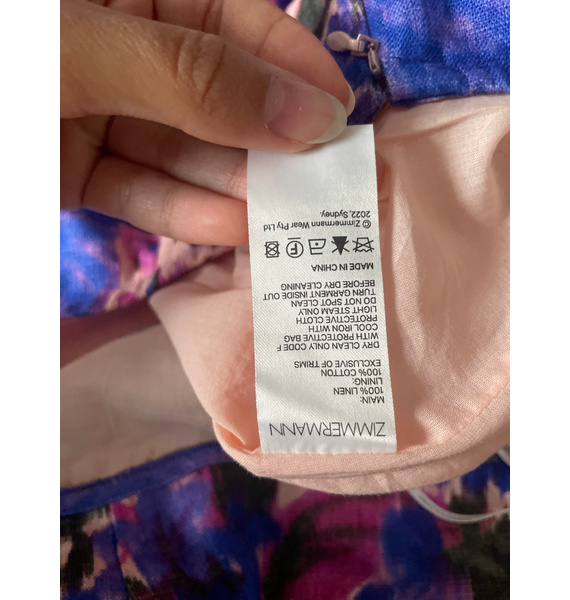 ZIMMERMANN
MAIN:
100% LINEN
LINING:
100% COTTON
EXCLUSIVE OF TRIMS
DRY CLEAN ONLY CODE F
WITH PROTECTIVE BAG
COOL IRON WITH
PROTECTIVE CLOTH
LIGHT STEAM ONLY
DO NOT SPOT CLEAN
TURN GARMENT INSIDE OUT
BEFORE DRY CLEANING
MADE IN CHINA
F
© Zimmermann Wear Pty Ltd
2022, Sydney.